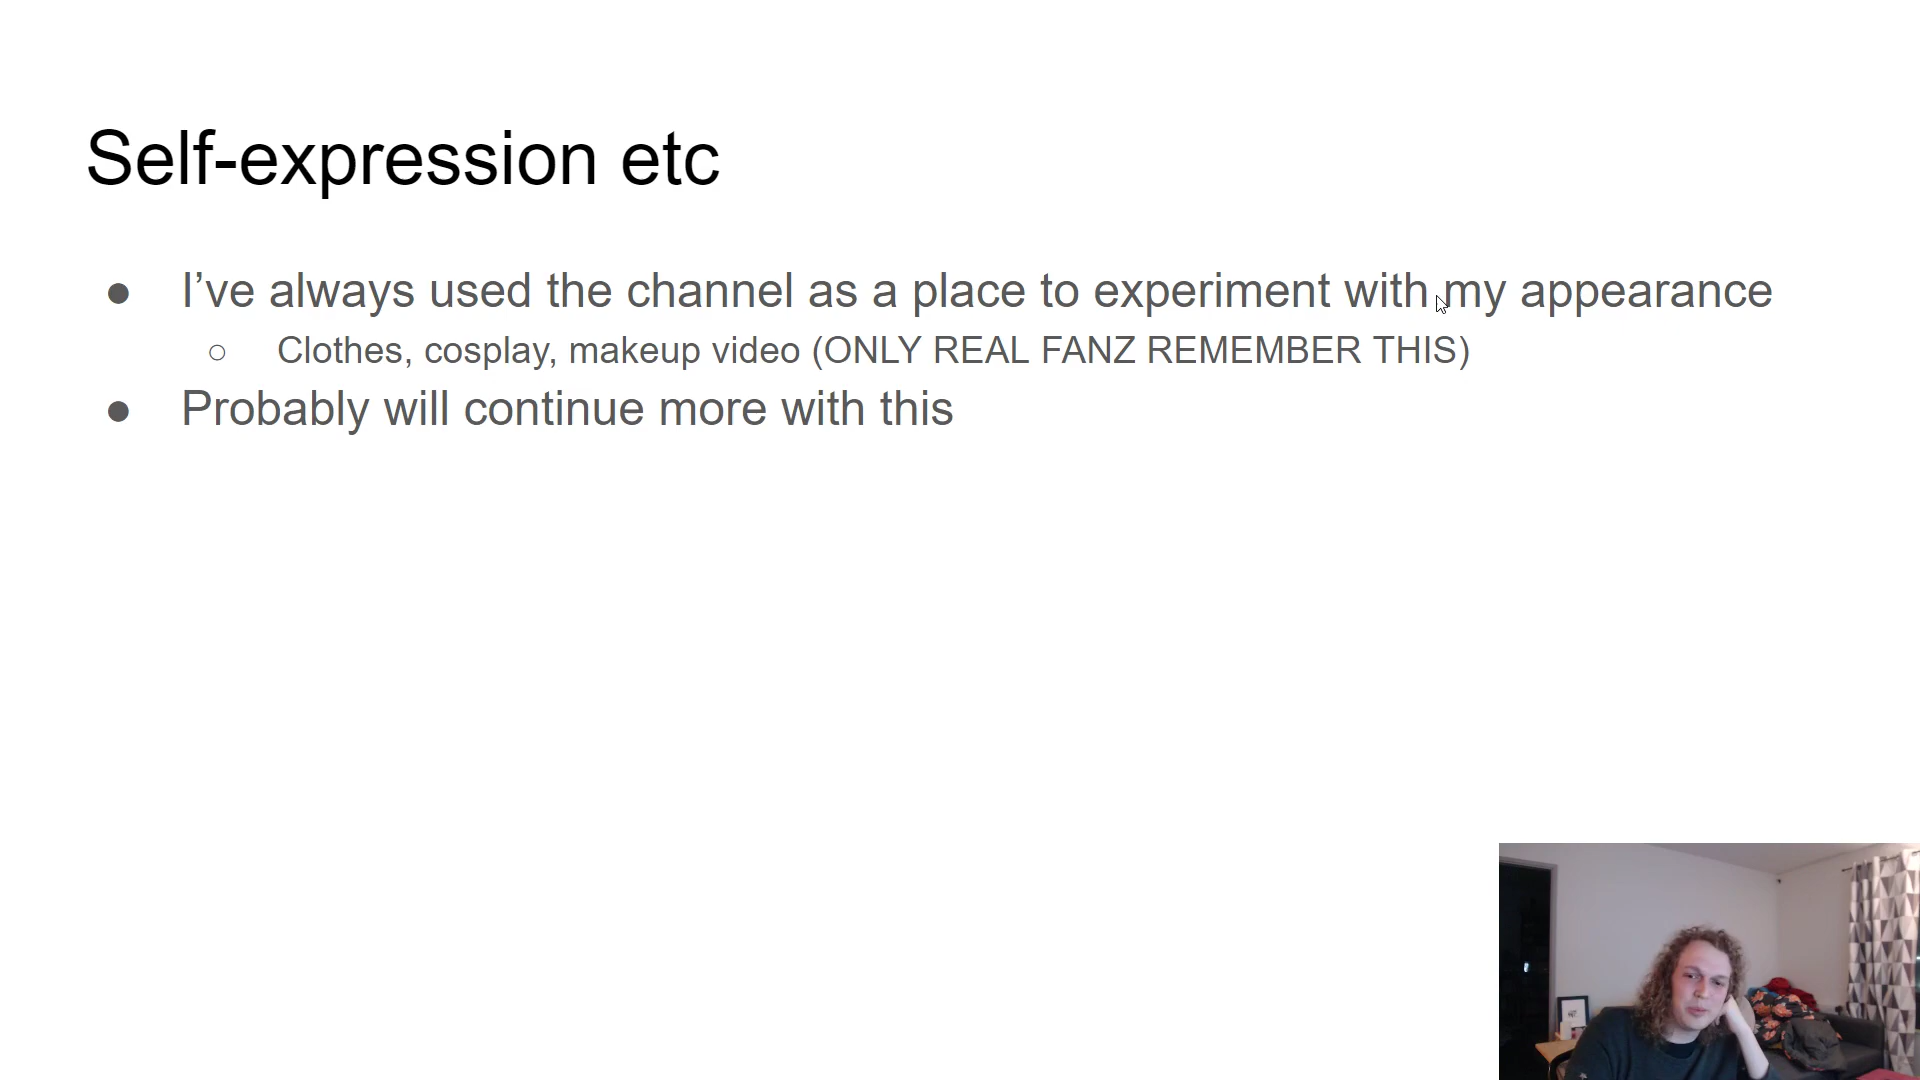 Self-expression etc
● I’ve always used the channel as a place to experiment with my appearance
○ Clothes, cosplay, makeup video (ONLY REAL FANZ REMEMBER THIS)
● Probably will continue more with this